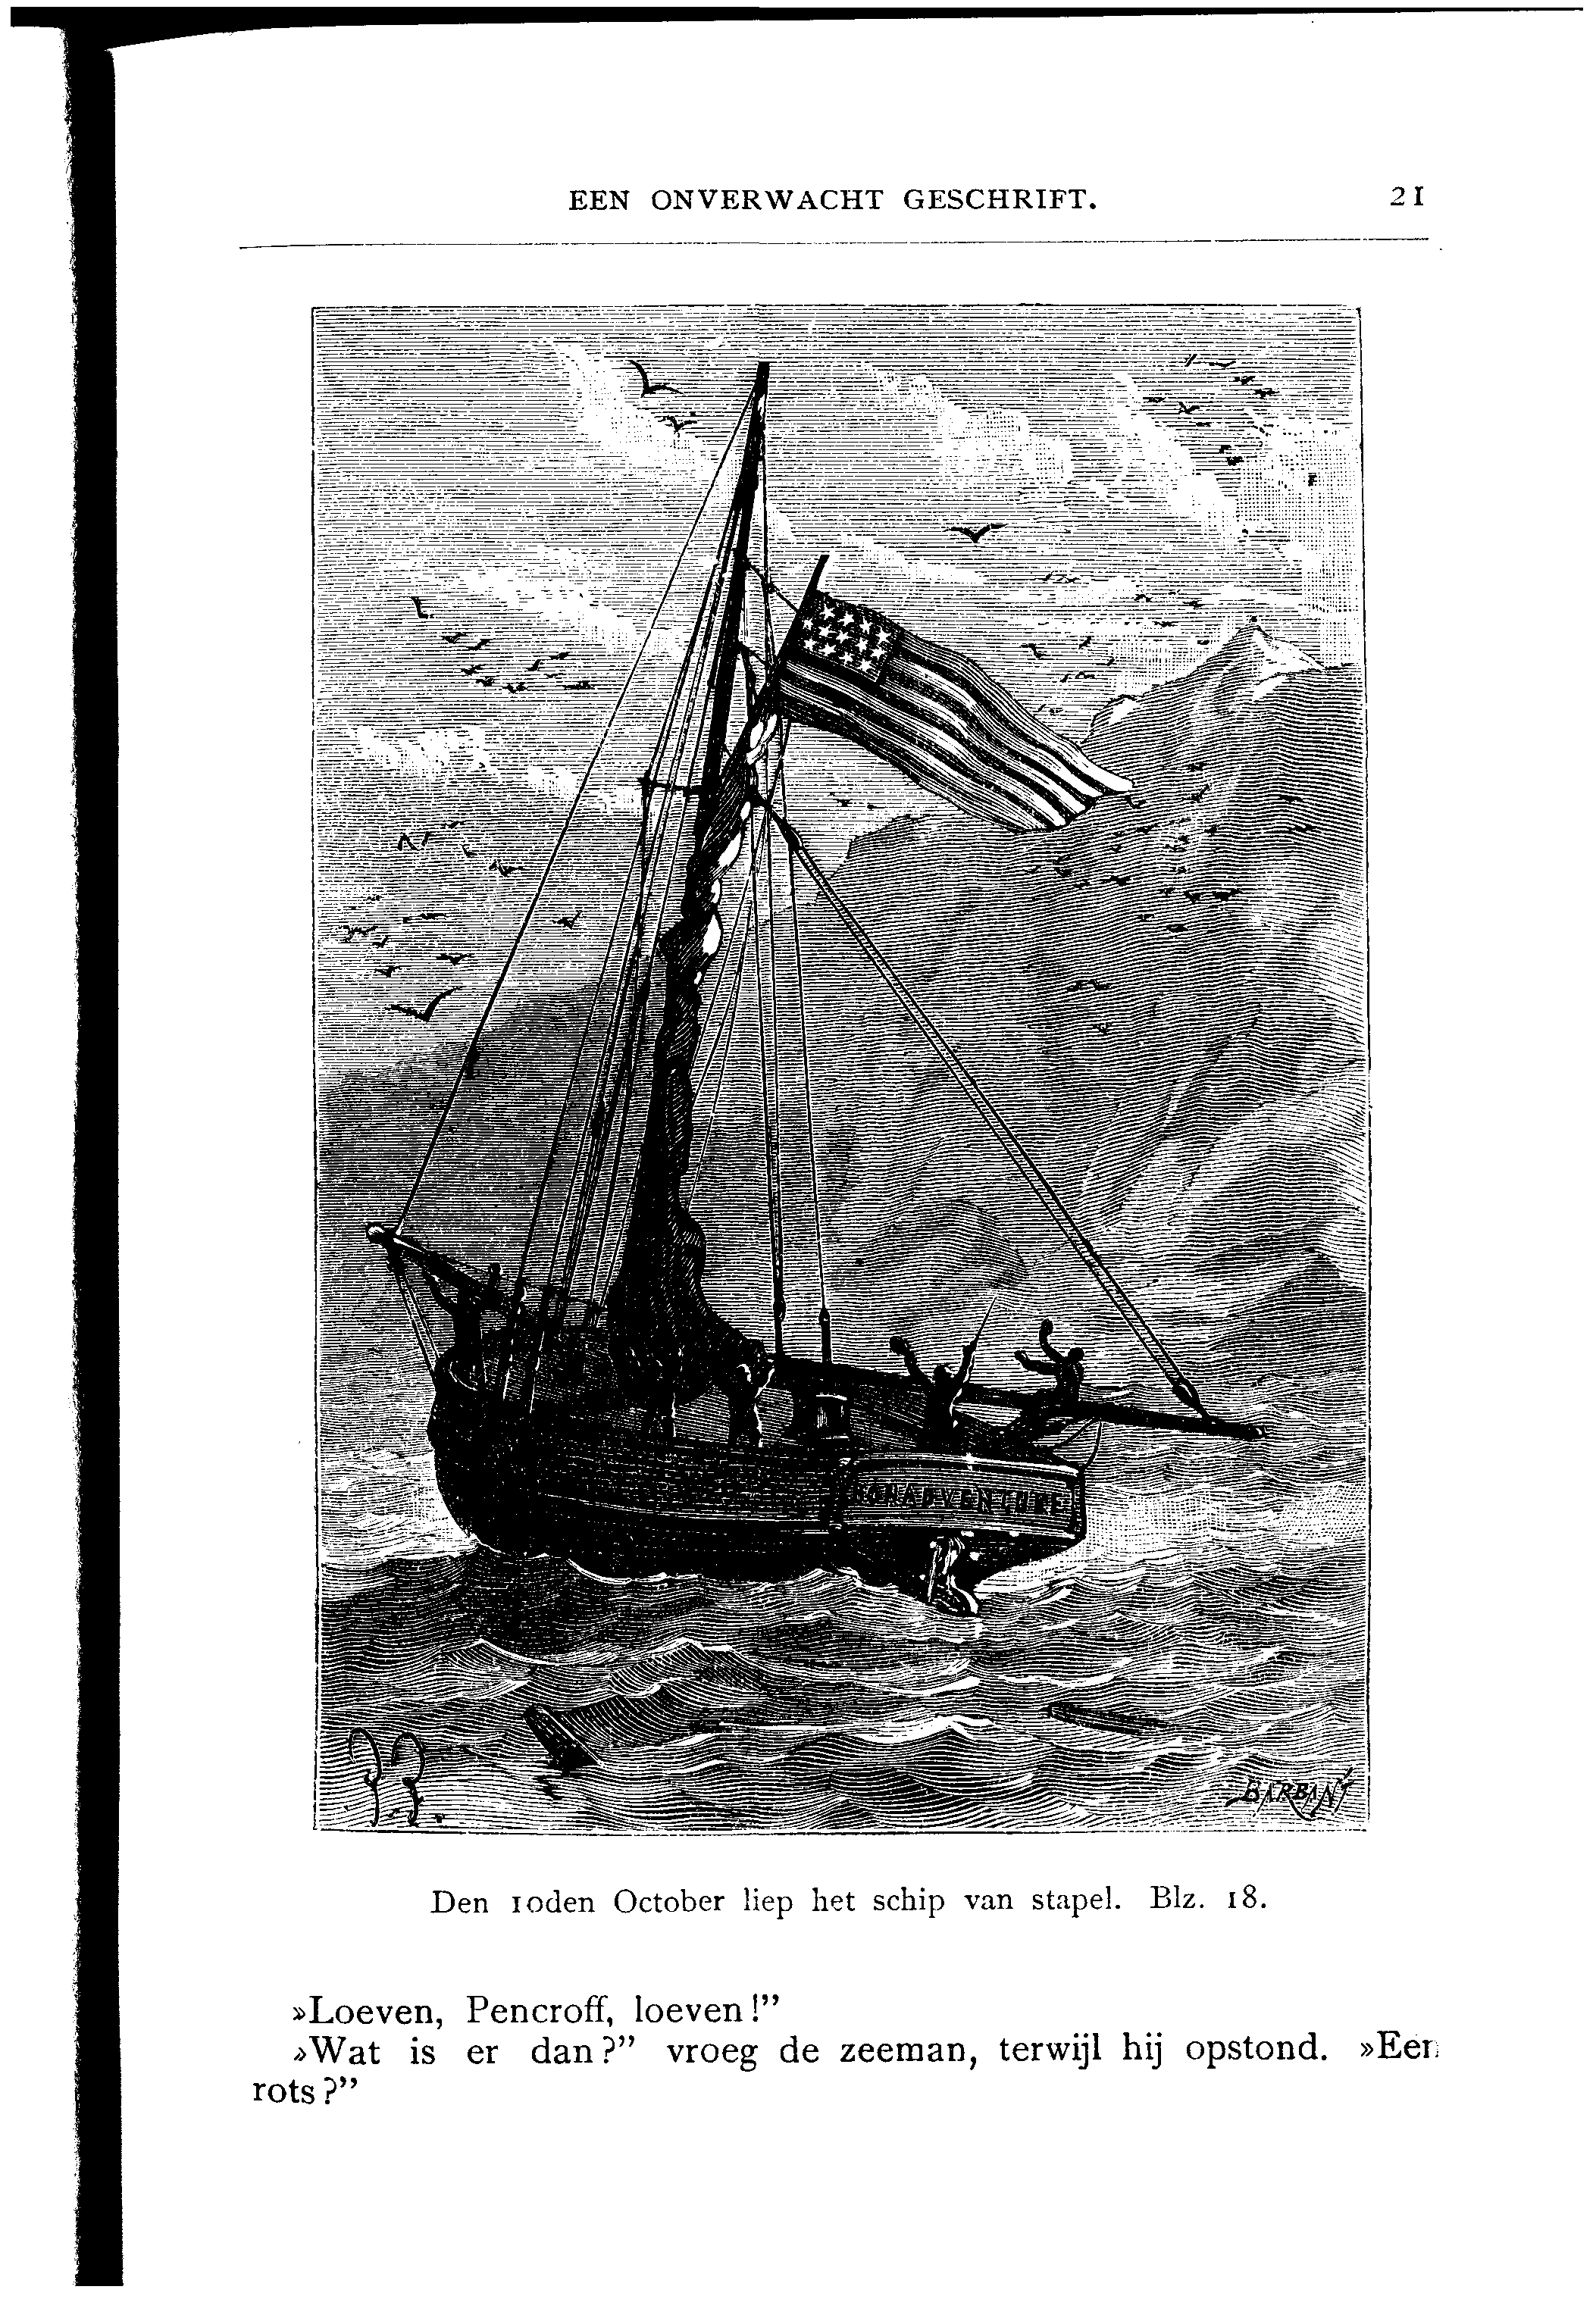 EEN ONVERWACHT GESCHRIFT. 21
BONADVENTURE
BARBANT
Den 10den October liep het schip van stapel. Blz. 18.
»Loeven, Pencroff, loeven!”
»Wat is er dan?” vroeg de zeeman, terwijl hij opstond. »Een
rots?”